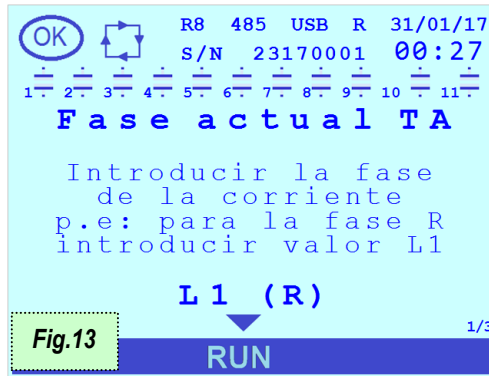 OK R8 485 USB R 31/01/17
S/N 23170001 00:27
1 2 3 4 5 6 7 8 9 10 11
Fase actual TA
Introducir la fase
de la corriente
p.e: para la fase R
introducir valor L1
L1 (R)
1/3
Fig.13
RUN